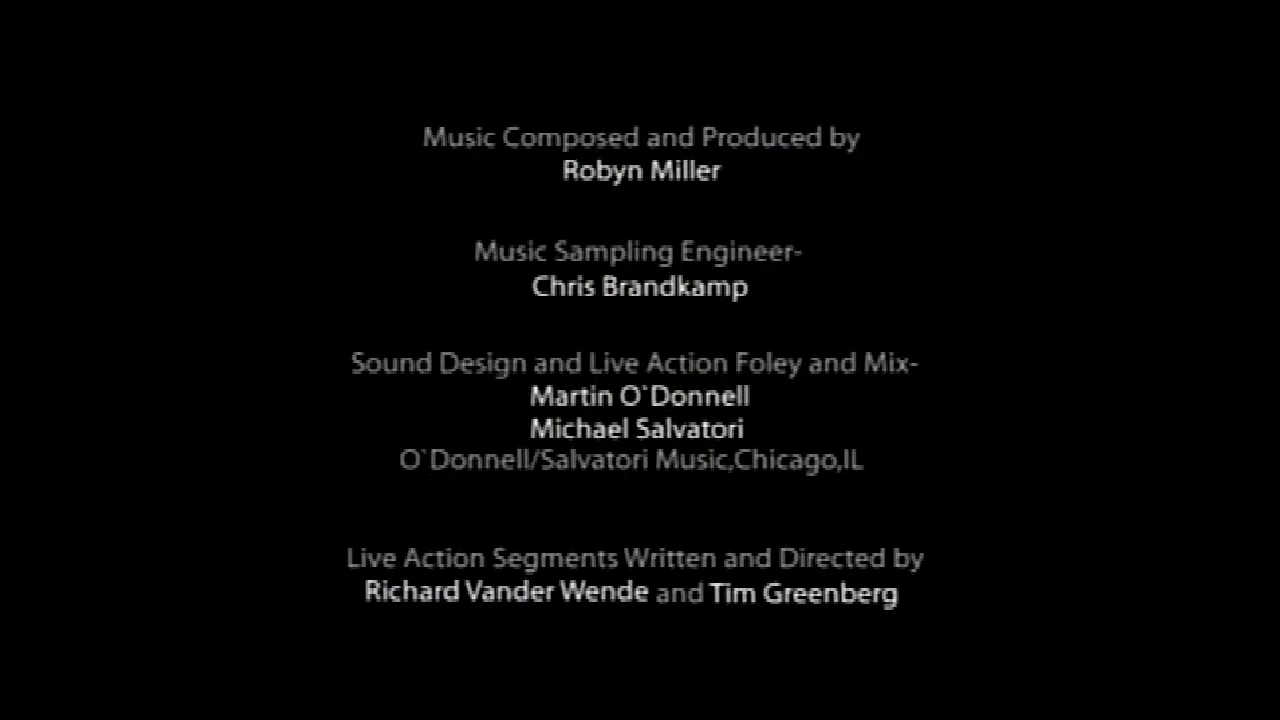 Music Composed and Produced by
Robyn Miller
Music Sampling Engineer-
Chris Brandkamp
Sound Design and Live Action Foley and Mix-
Martin O`Donnell
Michael Salvatori
O`Donnell/Salvatori Music,Chicago,IL
Live Action Segments Written and Directed by
Richard Vander Wende and Tim Greenberg